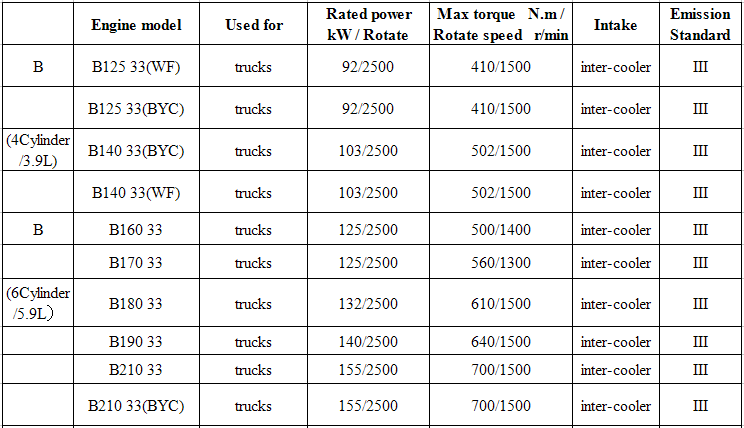 Engine model Used for Rated power kW / Rotate Max torque N.m / Rotate speed r/min Intake Emission Standard
B B125 33(WF) trucks 92/2500 410/1500 inter-cooler III
B125 33(BYC) trucks 92/2500 410/1500 inter-cooler III
(4Cylinder /3.9L) B140 33(BYC) trucks 103/2500 502/1500 inter-cooler III
B140 33(WF) trucks 103/2500 502/1500 inter-cooler III
B B160 33 trucks 125/2500 500/1400 inter-cooler III
B170 33 trucks 125/2500 560/1300 inter-cooler III
(6Cylinder /5.9L） B180 33 trucks 132/2500 610/1500 inter-cooler III
B190 33 trucks 140/2500 640/1500 inter-cooler III
B210 33 trucks 155/2500 700/1500 inter-cooler III
B210 33(BYC) trucks 155/2500 700/1500 inter-cooler III